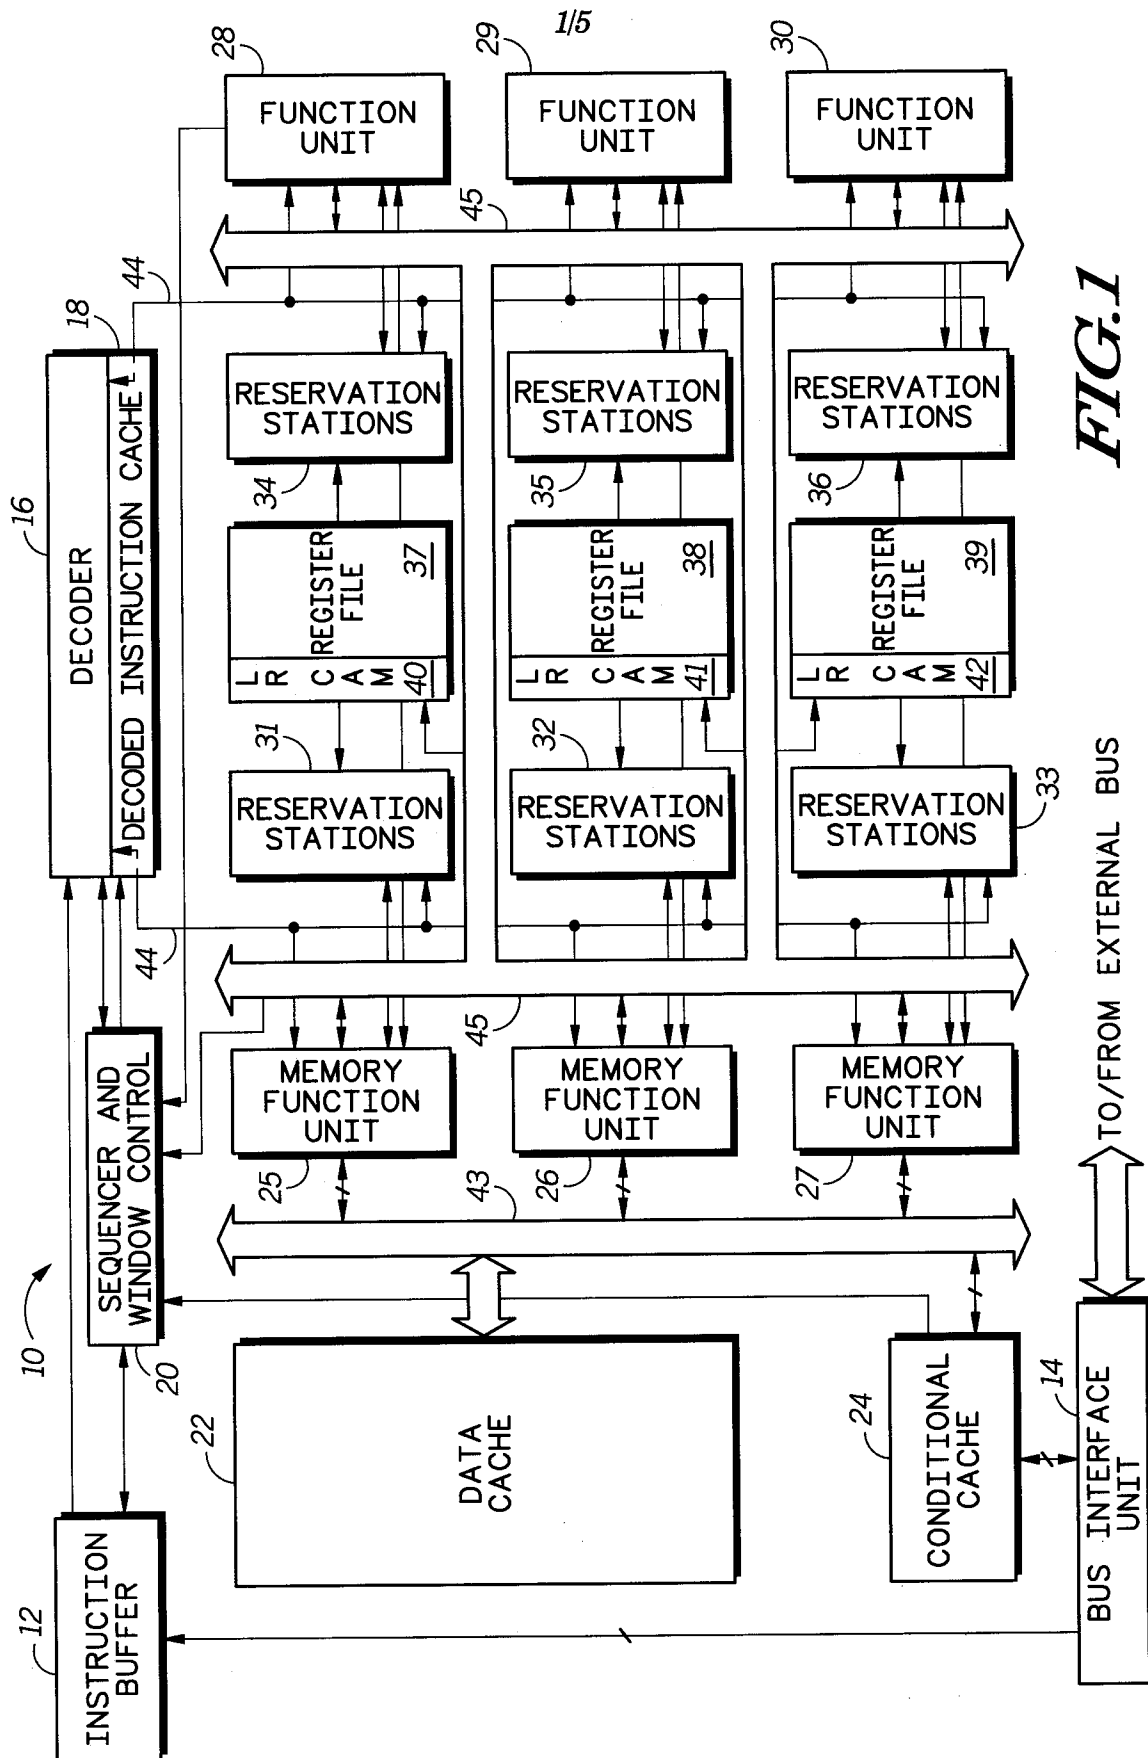 1/5
10
12
INSTRUCTION
BUFFER
20
SEQUENCER AND
WINDOW CONTROL
16
DECODER
DECODED INSTRUCTION CACHE
18
44
44
22
DATA
CACHE
43
25
MEMORY
FUNCTION
UNIT
45
31
RESERVATION
STATIONS
LR CAM
40
REGISTER
FILE
37
34
RESERVATION
STATIONS
45
28
FUNCTION
UNIT
26
MEMORY
FUNCTION
UNIT
32
RESERVATION
STATIONS
LR CAM
41
REGISTER
FILE
38
35
RESERVATION
STATIONS
29
FUNCTION
UNIT
24
CONDITIONAL
CACHE
27
MEMORY
FUNCTION
UNIT
33
RESERVATION
STATIONS
LR CAM
42
REGISTER
FILE
39
36
RESERVATION
STATIONS
30
FUNCTION
UNIT
14
BUS INTERFACE
UNIT
TO/FROM EXTERNAL BUS
FIG.1